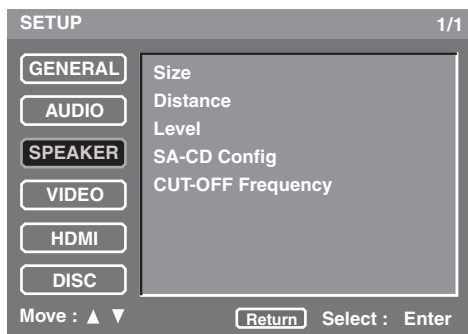 SETUP 1/1
GENERAL
AUDIO
SPEAKER
VIDEO
HDMI
DISC
Size
Distance
Level
SA-CD Config
CUT-OFF Frequency
Move : ▲ ▼ Return Select : Enter